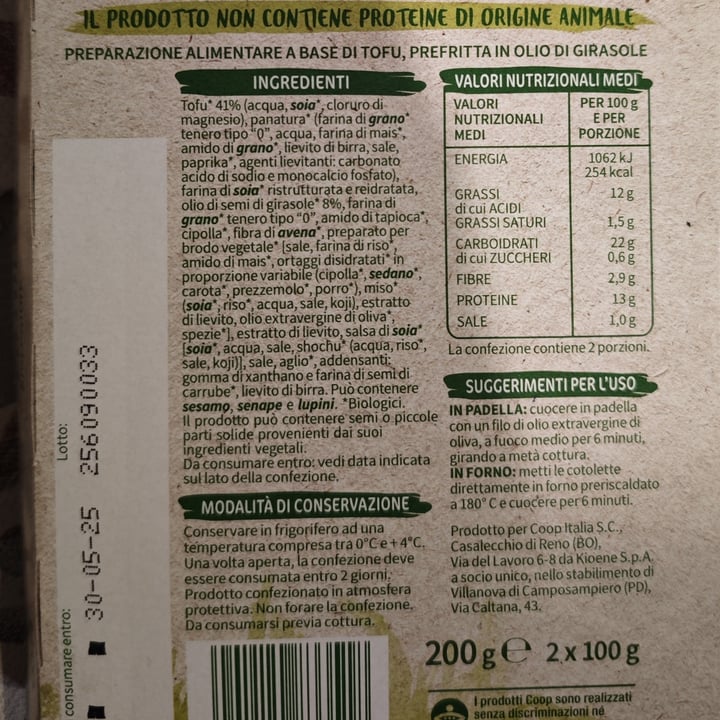 IL PRODOTTO NON CONTIENE PROTEINE DI ORIGINE ANIMALE
PREPARAZIONE ALIMENTARE A BASE DI TOFU, PREFRITTA IN OLIO DI GIRASOLE
INGREDIENTI
Tofu* 41% (acqua, soia*, cloruro di
magnesio), panatura* (farina di grano*
tenero tipo "0", acqua, farina di mais*,
amido di grano*, lievito di birra, sale,
paprika*, agenti lievitanti: carbonato
acido di sodio e monocalcio fosfato),
farina di soia* ristrutturata e reidratata,
olio di semi di girasole* 8%, farina di
grano* tenero tipo "0", amido di tapioca*,
cipolla*, fibra di avena*, preparato per
brodo vegetale* [sale, farina di riso*,
amido di mais*, ortaggi disidratati* in
proporzione variabile (cipolla*, sedano*,
carota*, prezzemolo*, porro*), miso*
(soia*, riso*, acqua, sale, koji), estratto
di lievito, olio extravergine di oliva*,
spezie*], estratto di lievito, salsa di soia*
[soia*, acqua, sale, shochu* (acqua, riso*,
sale, koji)], sale, aglio*, addensanti:
gomma di xanthano e farina di semi di
carrube*, lievito di birra. Può contenere
sesamo, senape e lupini. *Biologici.
Il prodotto può contenere semi o piccole
parti solide provenienti dai suoi
ingredienti vegetali.
Da consumare entro: vedi data indicata
sul lato della confezione.
MODALITÀ DI CONSERVAZIONE
Conservare in frigorifero ad una
temperatura compresa tra 0°C e + 4°C.
Una volta aperta, la confezione deve
essere consumata entro 2 giorni.
Prodotto confezionato in atmosfera
protettiva. Non forare la confezione.
Da consumarsi previa cottura.
VALORI NUTRIZIONALI MEDI
VALORI NUTRIZIONALI MEDI PER 100 g E PER PORZIONE
ENERGIA 1062 kJ
254 kcal
GRASSI 12 g
di cui ACIDI
GRASSI SATURI 1,5 g
CARBOIDRATI 22 g
di cui ZUCCHERI 0,6 g
FIBRE 2,9 g
PROTEINE 13 g
SALE 1,0 g
La confezione contiene 2 porzioni.
SUGGERIMENTI PER L'USO
IN PADELLA: cuocere in padella
con un filo di olio extravergine di
oliva, a fuoco medio per 6 minuti,
girando a metà cottura.
IN FORNO: metti le cotolette
direttamente in forno preriscaldato
a 180° C e cuocere per 6 minuti.
Prodotto per Coop Italia S.C.,
Casalecchio di Reno (BO),
Via del Lavoro 6-8 da Kioene S.p.A.
a socio unico, nello stabilimento di
Villanova di Camposampiero (PD),
Via Caltana, 43.
200 g e 2 x 100 g
I prodotti Coop sono realizzati
senza discriminazioni né
consumare entro: 30-05-25
Lotto: 256090033